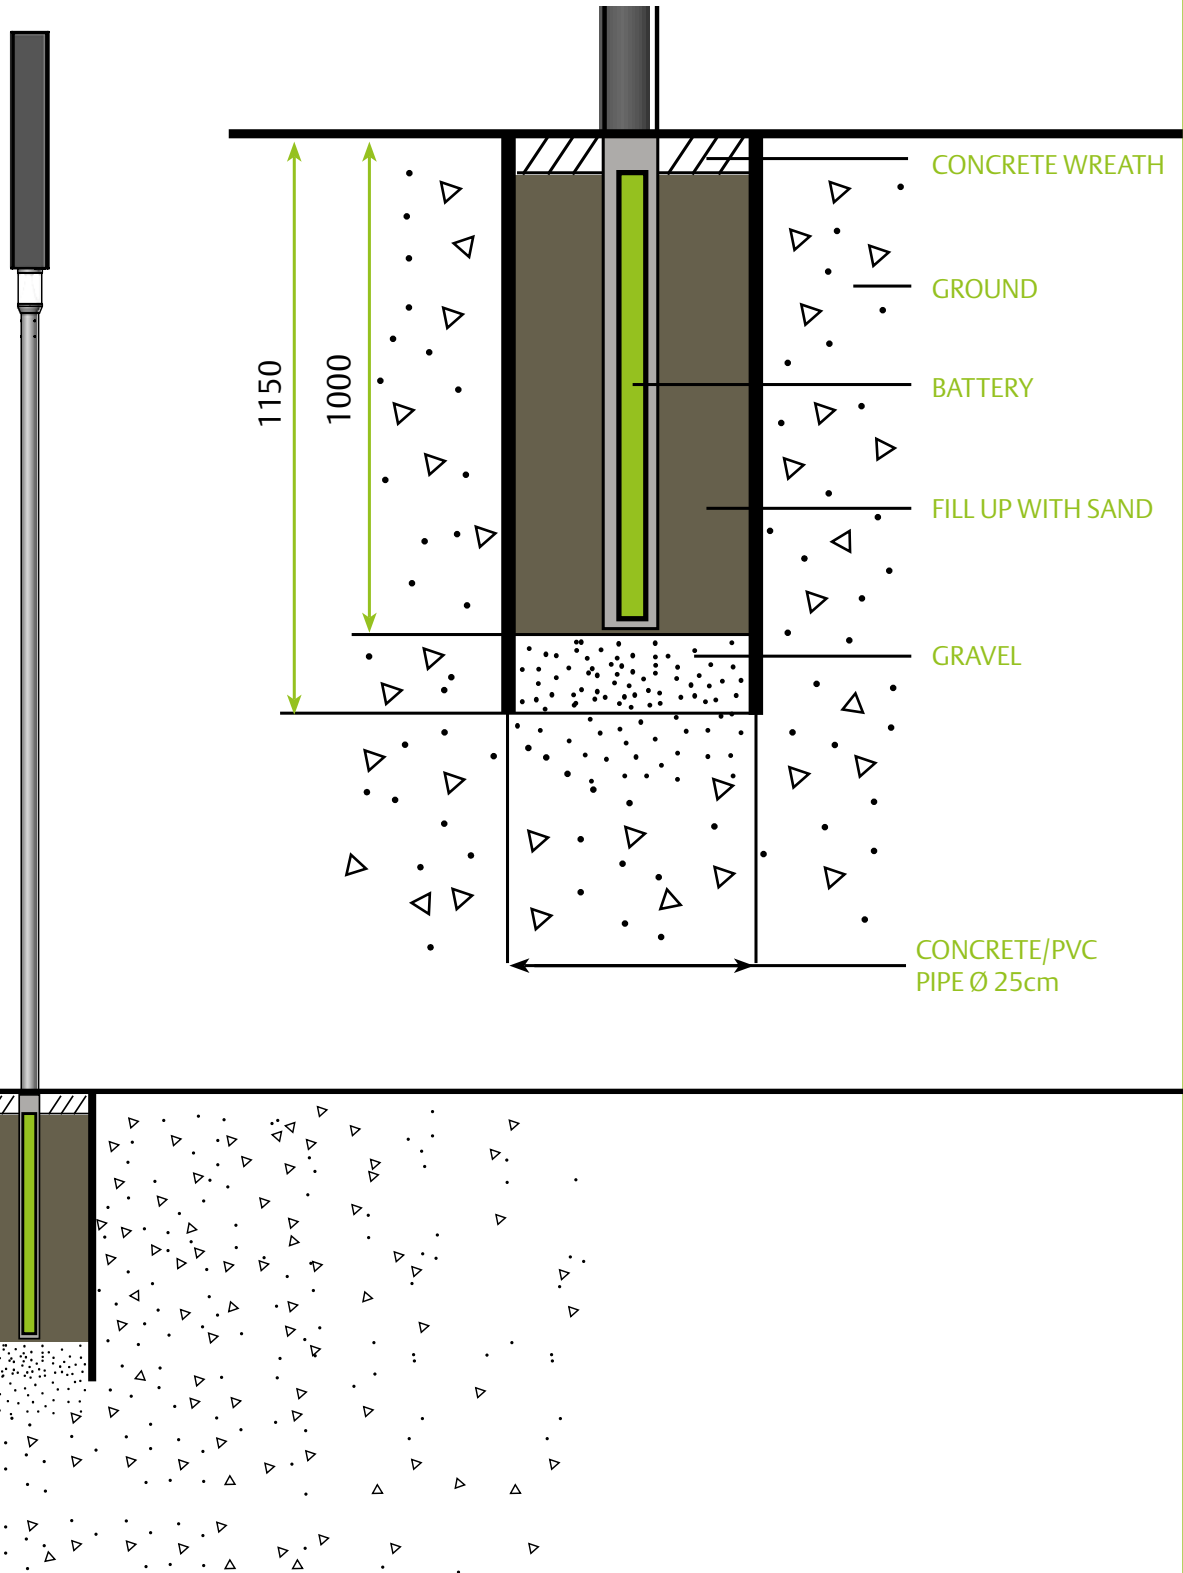 CONCRETE WREATH
GROUND
BATTERY
1150
1000
FILL UP WITH SAND
GRAVEL
CONCRETE/PVC
PIPE Ø 25cm